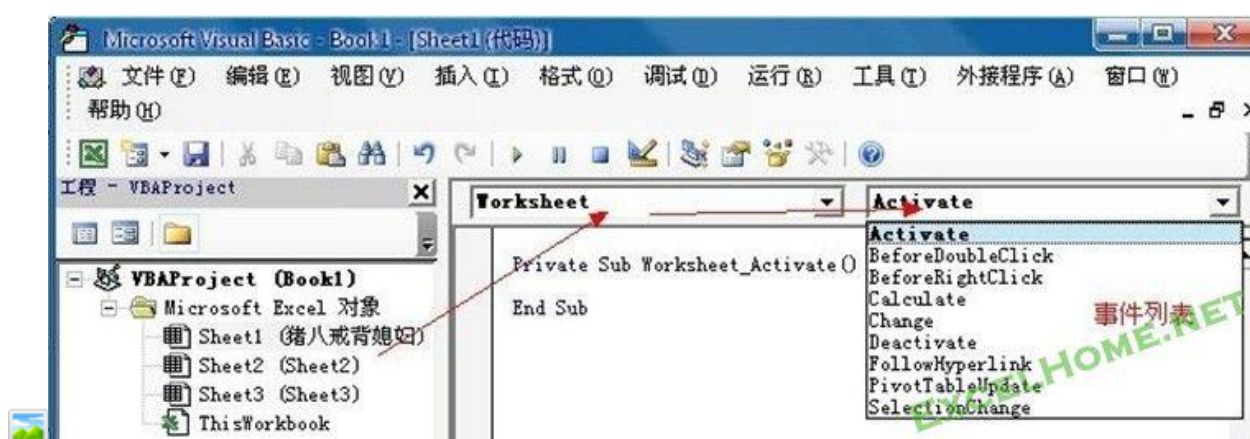 Microsoft Visual Basic - Book1 - [Sheet1 (代码)]
文件(F) 编辑(E) 视图(V) 插入(I) 格式(O) 调试(D) 运行(R) 工具(T) 外接程序(A) 窗口(W)
帮助(H)
工程 - VBAProject
Worksheet
Activate
VBAProject (Book1)
Microsoft Excel 对象
Sheet1 (猪八戒背媳妇)
Sheet2 (Sheet2)
Sheet3 (Sheet3)
ThisWorkbook
Private Sub Worksheet_Activate()
End Sub
Activate
BeforeDoubleClick
BeforeRightClick
Calculate
Change
Deactivate
FollowHyperlink
PivotTableUpdate
SelectionChange
事件列表
EXCELHOME.NET